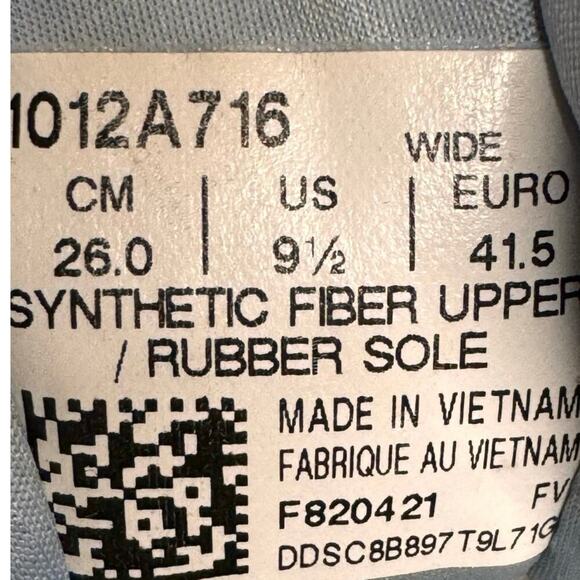 1012A716
WIDE
CM US EURO
26.0 9½ 41.5
SYNTHETIC FIBER UPPER
/ RUBBER SOLE
MADE IN VIETNAM
FABRIQUE AU VIETNAM
F820421 FV
DDSC8B897T9L71G